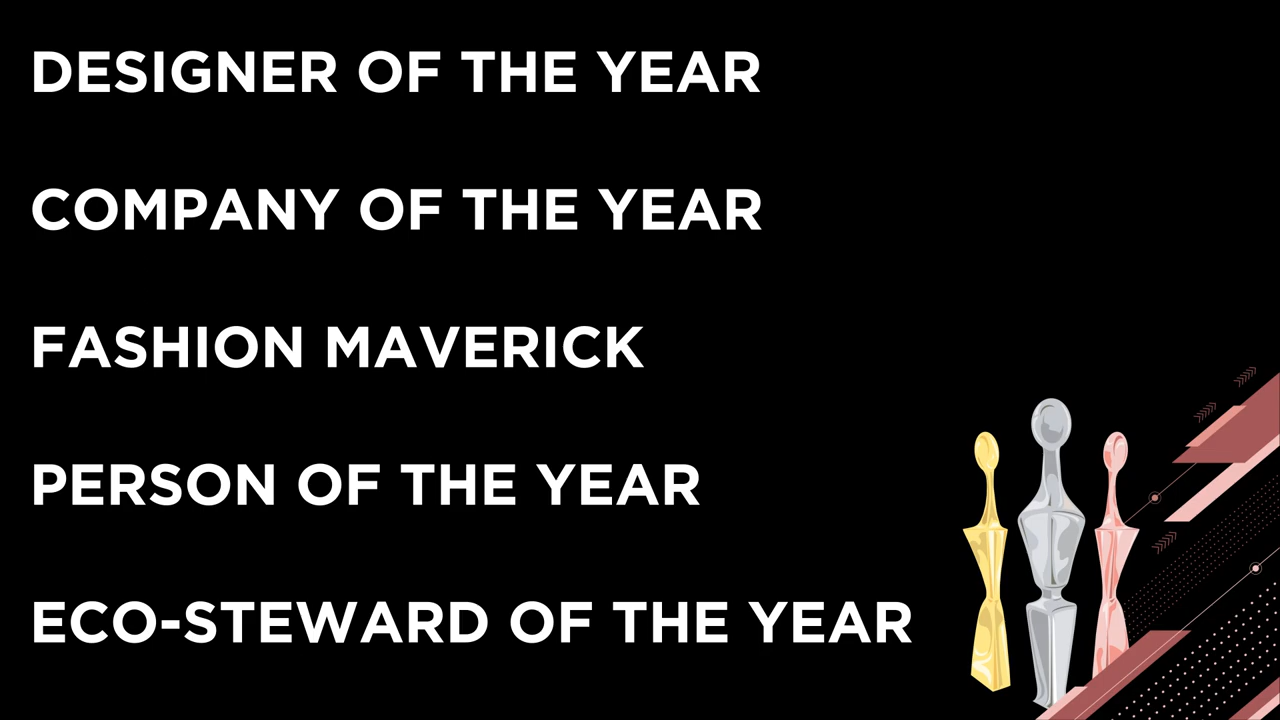 DESIGNER OF THE YEAR
COMPANY OF THE YEAR
FASHION MAVERICK
PERSON OF THE YEAR
ECO-STEWARD OF THE YEAR